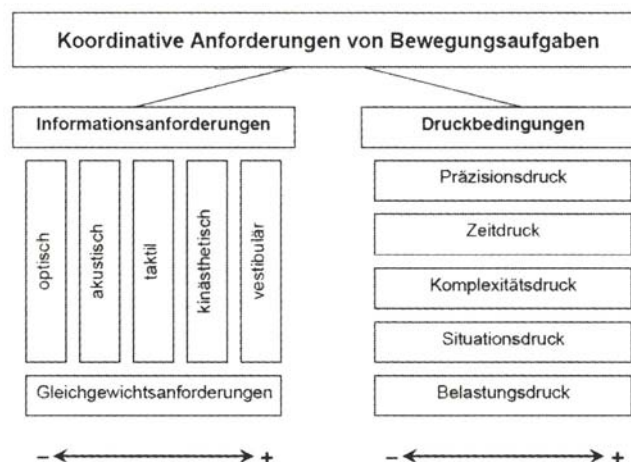 Koordinative Anforderungen von Bewegungsaufgaben
Informationsanforderungen
optisch
akustisch
taktil
kinästhetisch
vestibulär
Gleichgewichtsanforderungen
− +
Druckbedingungen
Präzisionsdruck
Zeitdruck
Komplexitätsdruck
Situationsdruck
Belastungsdruck
− +